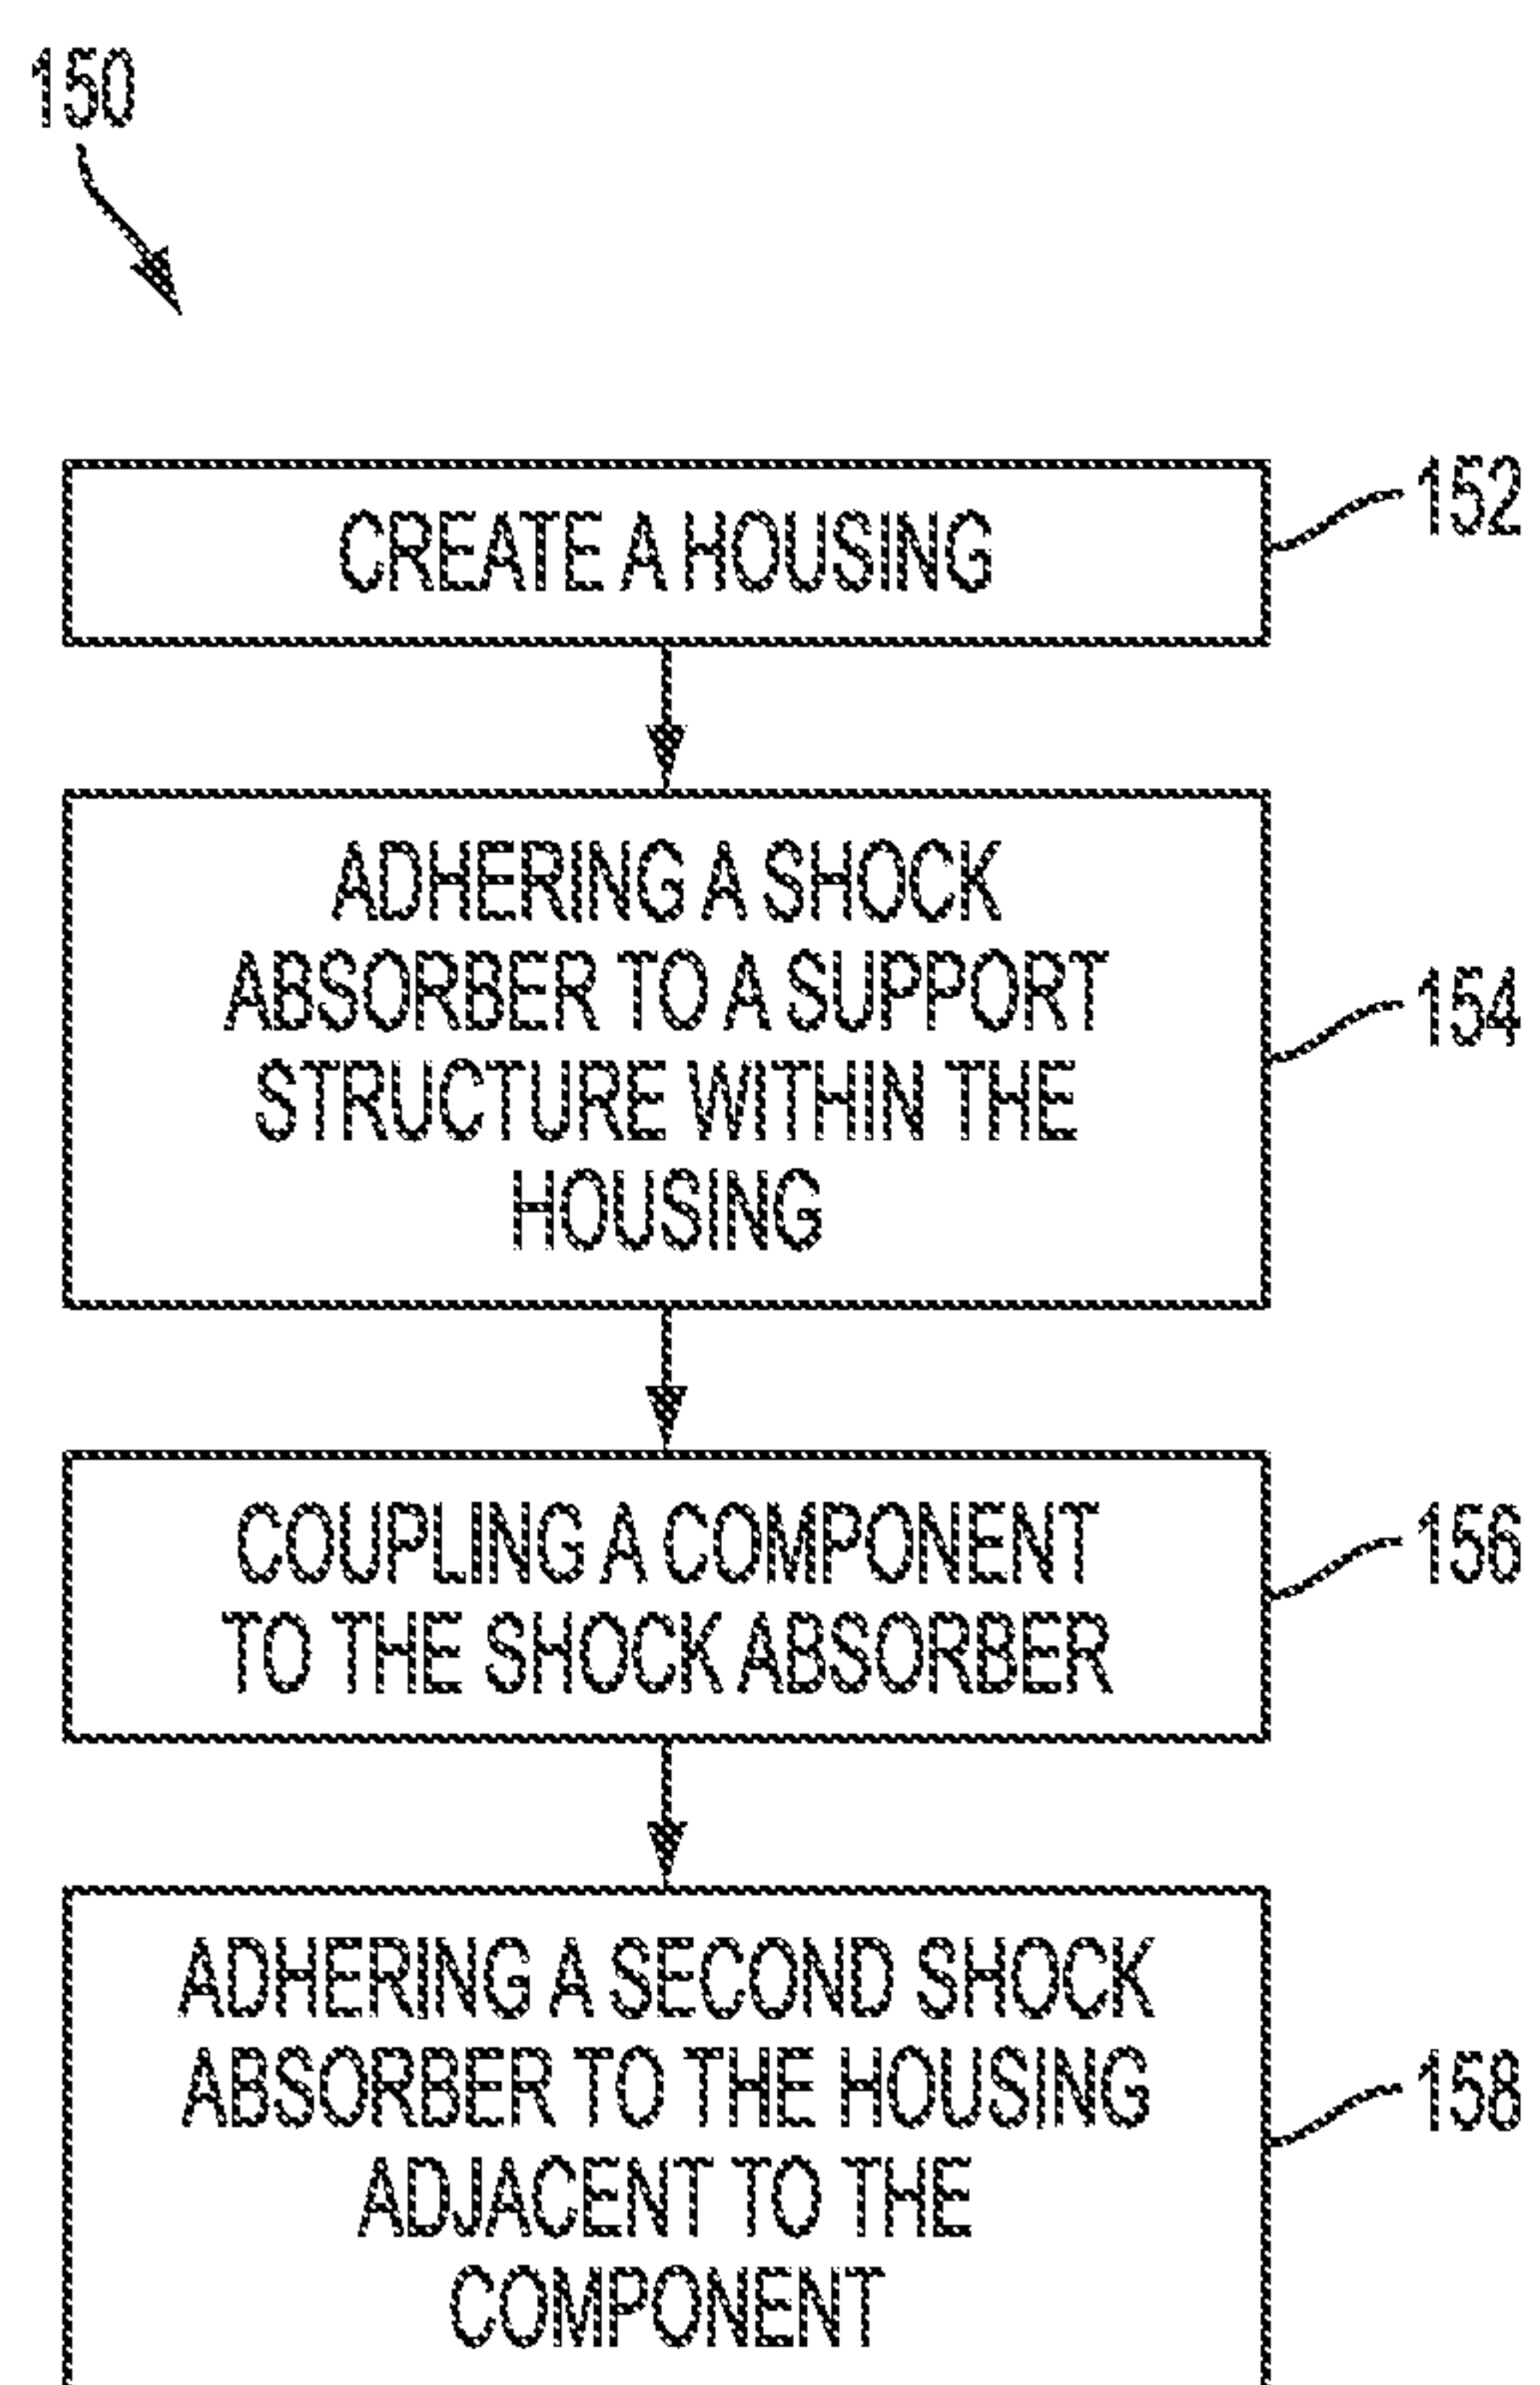 150
CREATE A HOUSING
152
ADHERING A SHOCK
ABSORBER TO A SUPPORT
STRUCTURE WITHIN THE
HOUSING
154
COUPLING A COMPONENT
TO THE SHOCK ABSORBER
156
ADHERING A SECOND SHOCK
ABSORBER TO THE HOUSING
ADJACENT TO THE
COMPONENT
158